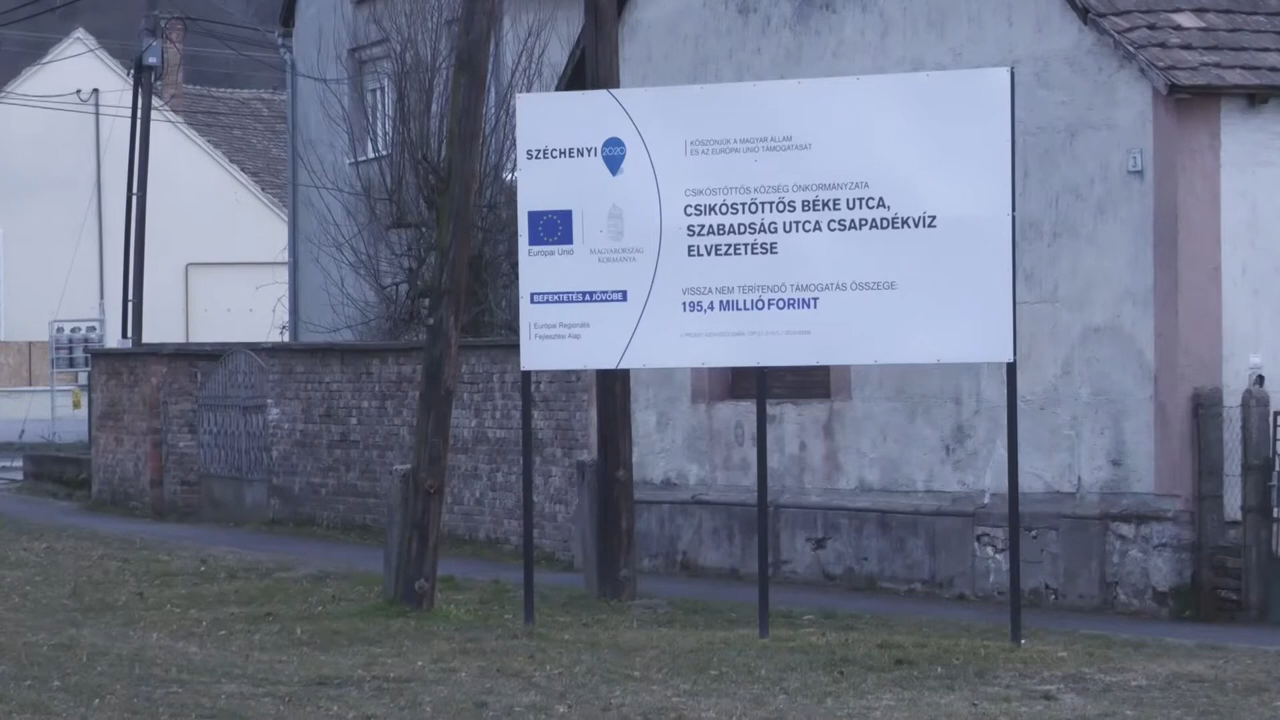 SZÉCHENYI 2020
Európai Unió
MAGYARORSZÁG
KORMÁNYA
BEFEKTETÉS A JÖVŐBE
Európai Regionális
Fejlesztési Alap
KÖSZÖNJÜK A MAGYAR ÁLLAM
ÉS AZ EURÓPAI UNIÓ TÁMOGATÁSÁT
CSIKÓSTŐTTŐS KÖZSÉG ÖNKORMÁNYZATA
CSIKÓSTŐTTŐS BÉKE UTCA,
SZABADSÁG UTCA CSAPADÉKVÍZ
ELVEZETÉSE
VISSZA NEM TÉRÍTENDŐ TÁMOGATÁS ÖSSZEGE:
195,4 MILLIÓ FORINT
3